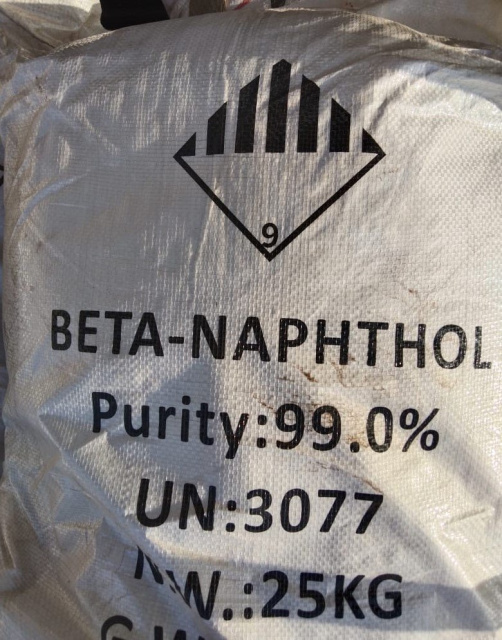 9
BETA-NAPHTHOL
Purity:99.0%
UN:3077
N.W.:25KG